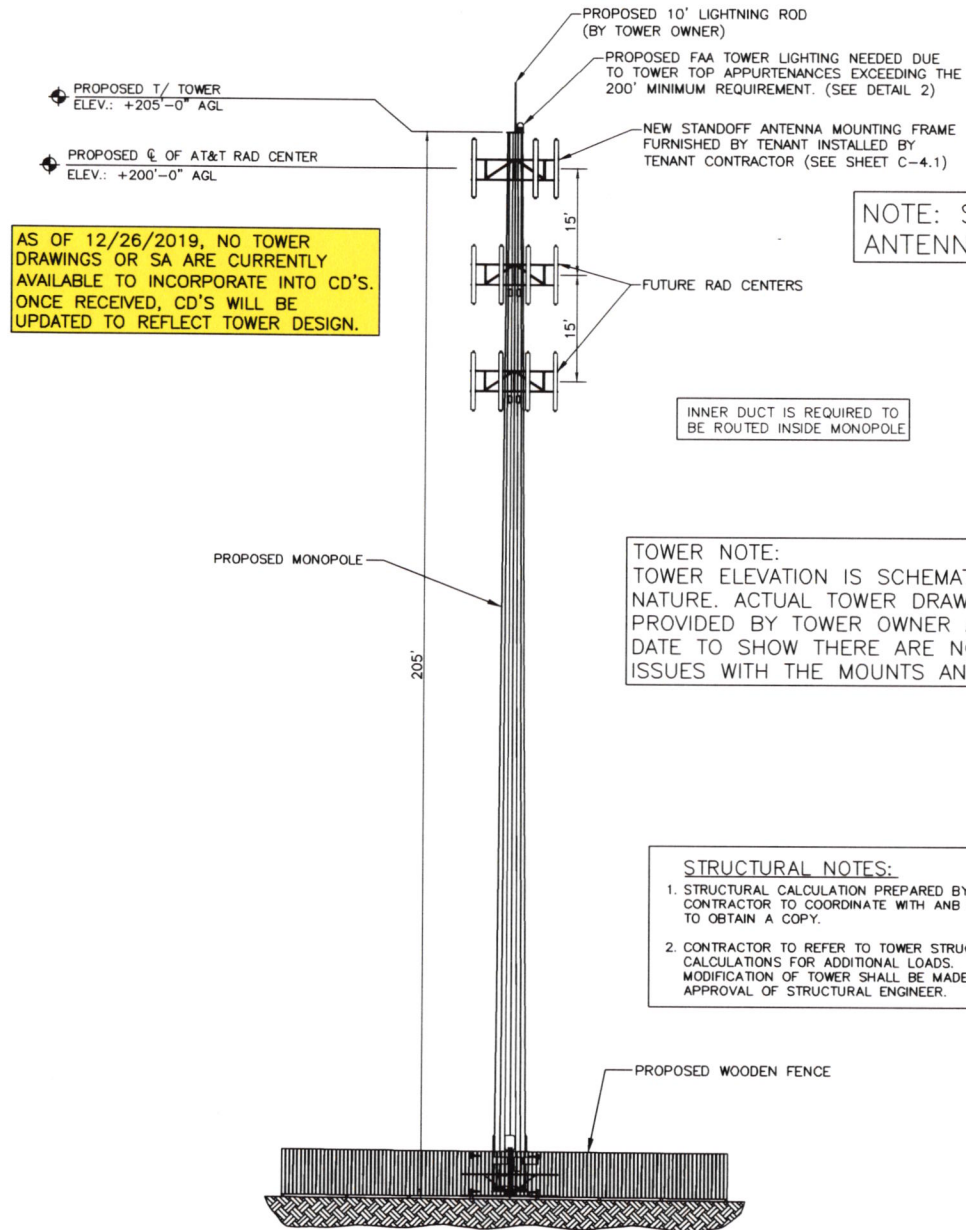 PROPOSED 10' LIGHTNING ROD
(BY TOWER OWNER)
PROPOSED FAA TOWER LIGHTING NEEDED DUE
TO TOWER TOP APPURTENANCES EXCEEDING THE
200' MINIMUM REQUIREMENT. (SEE DETAIL 2)
PROPOSED T/ TOWER
ELEV.: +205'-0" AGL
NEW STANDOFF ANTENNA MOUNTING FRAME
FURNISHED BY TENANT INSTALLED BY
TENANT CONTRACTOR (SEE SHEET C-4.1)
PROPOSED ℄ OF AT&T RAD CENTER
ELEV.: +200'-0" AGL
NOTE: S
ANTENN
15'
AS OF 12/26/2019, NO TOWER
DRAWINGS OR SA ARE CURRENTLY
AVAILABLE TO INCORPORATE INTO CD'S.
ONCE RECEIVED, CD'S WILL BE
UPDATED TO REFLECT TOWER DESIGN.
FUTURE RAD CENTERS
15'
INNER DUCT IS REQUIRED TO
BE ROUTED INSIDE MONOPOLE
PROPOSED MONOPOLE
TOWER NOTE:
TOWER ELEVATION IS SCHEMAT
NATURE. ACTUAL TOWER DRAW
PROVIDED BY TOWER OWNER
DATE TO SHOW THERE ARE NO
ISSUES WITH THE MOUNTS AN
205'
STRUCTURAL NOTES:
1. STRUCTURAL CALCULATION PREPARED BY
CONTRACTOR TO COORDINATE WITH ANB
TO OBTAIN A COPY.
2. CONTRACTOR TO REFER TO TOWER STRUC
CALCULATIONS FOR ADDITIONAL LOADS.
MODIFICATION OF TOWER SHALL BE MADE
APPROVAL OF STRUCTURAL ENGINEER.
PROPOSED WOODEN FENCE